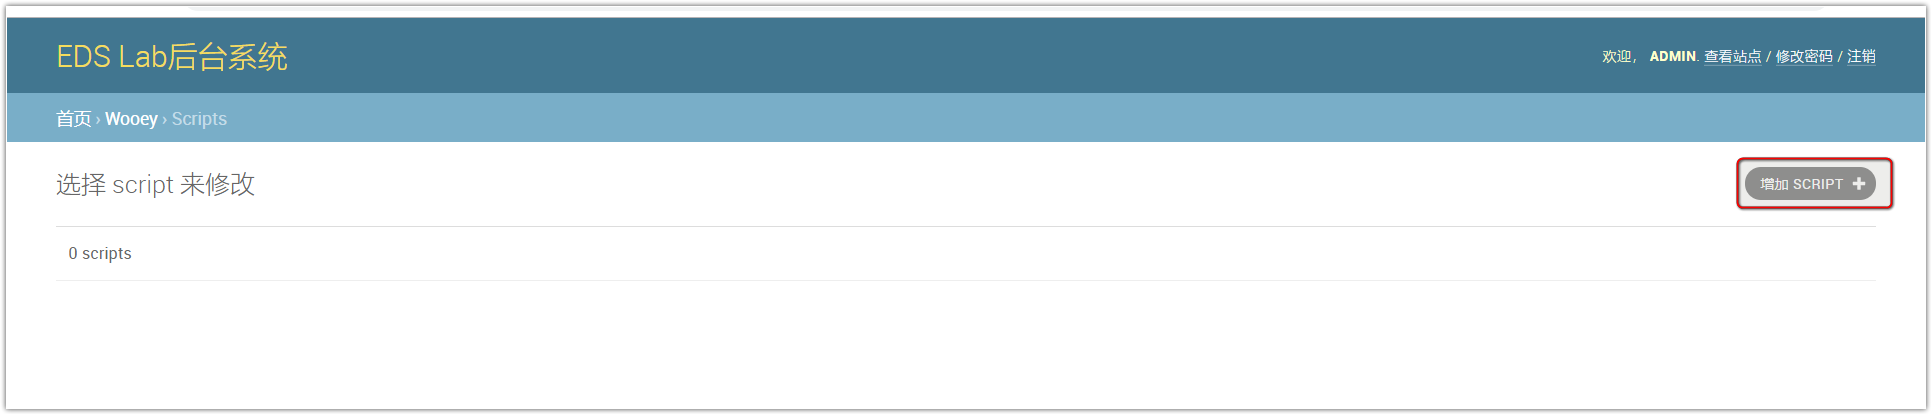 EDS Lab后台系统
欢迎， ADMIN. 查看站点 / 修改密码 / 注销
首页 › Wooey › Scripts
选择 script 来修改
增加 SCRIPT
0 scripts